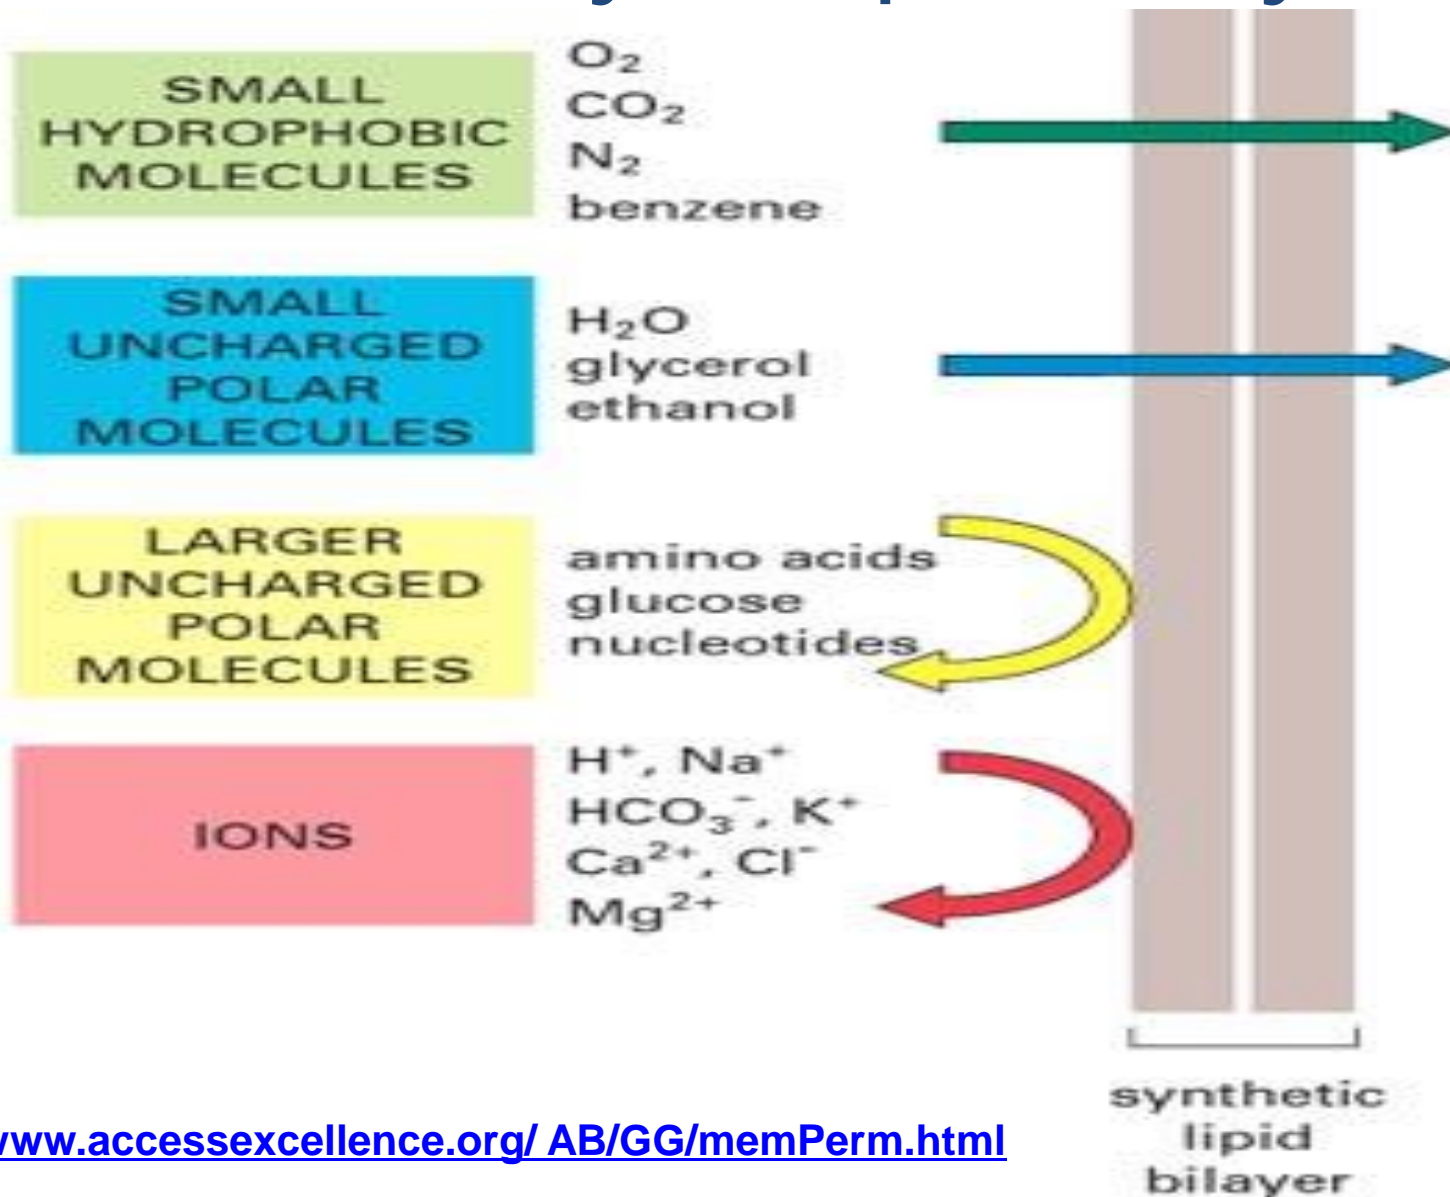 SMALL
HYDROPHOBIC
MOLECULES
O₂
CO₂
N₂
benzene
SMALL
UNCHARGED
POLAR
MOLECULES
H₂O
glycerol
ethanol
LARGER
UNCHARGED
POLAR
MOLECULES
amino acids
glucose
nucleotides
IONS
H⁺, Na⁺
HCO₃⁻, K⁺
Ca²⁺, Cl⁻
Mg²⁺
synthetic
lipid
bilayer
www.accessexcellence.org/ AB/GG/memPerm.html